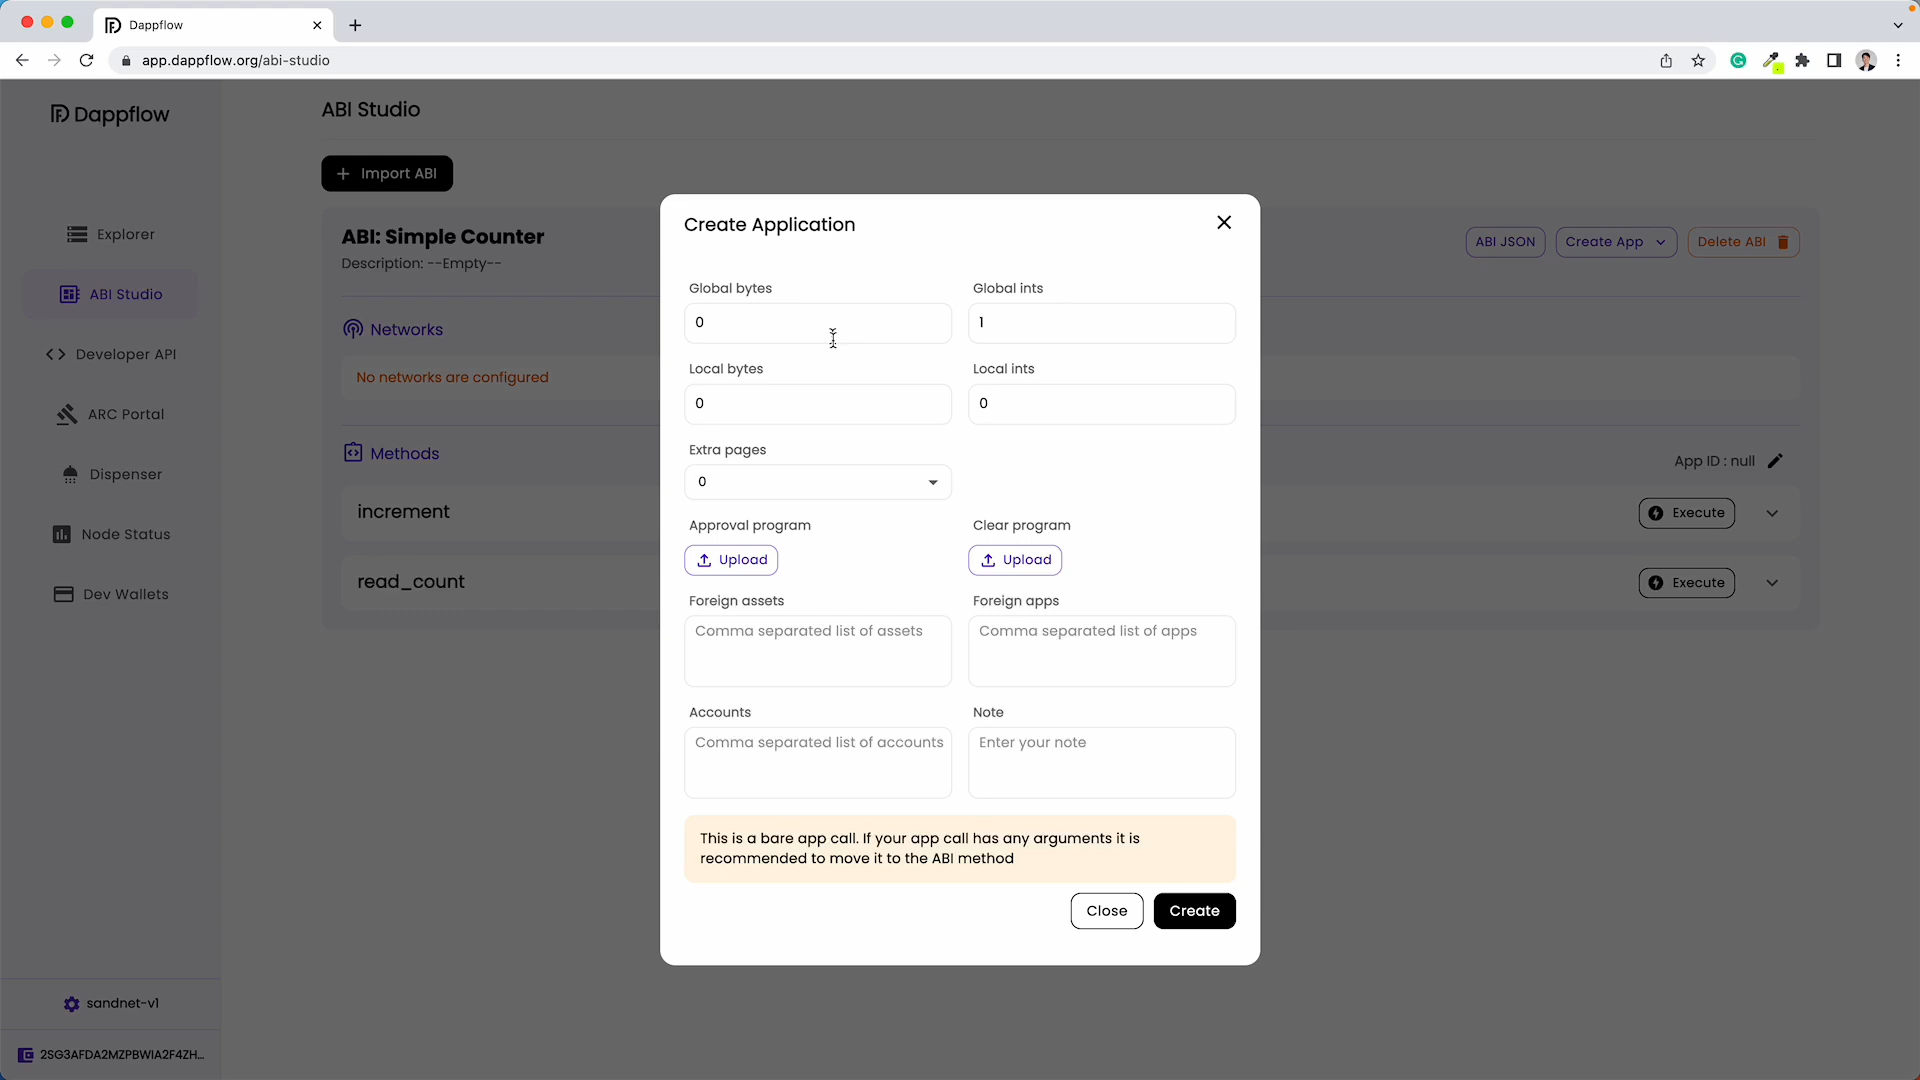 Dappflow
app.dappflow.org/abi-studio
Dappflow
Explorer
ABI Studio
Developer API
ARC Portal
Dispenser
Node Status
Dev Wallets
sandnet-v1
2SG3AFDA2MZPBWIA2F4ZH...
ABI Studio
Import ABI
ABI: Simple Counter
Description: --Empty--
ABI JSON
Create App
Delete ABI
Networks
No networks are configured
Methods
App ID : null
increment
Execute
read_count
Execute
Create Application
Global bytes
Global ints
0
1
Local bytes
Local ints
0
0
Extra pages
0
Approval program
Clear program
Upload
Upload
Foreign assets
Foreign apps
Comma separated list of assets
Comma separated list of apps
Accounts
Note
Comma separated list of accounts
Enter your note
This is a bare app call. If your app call has any arguments it is
recommended to move it to the ABI method
Close
Create